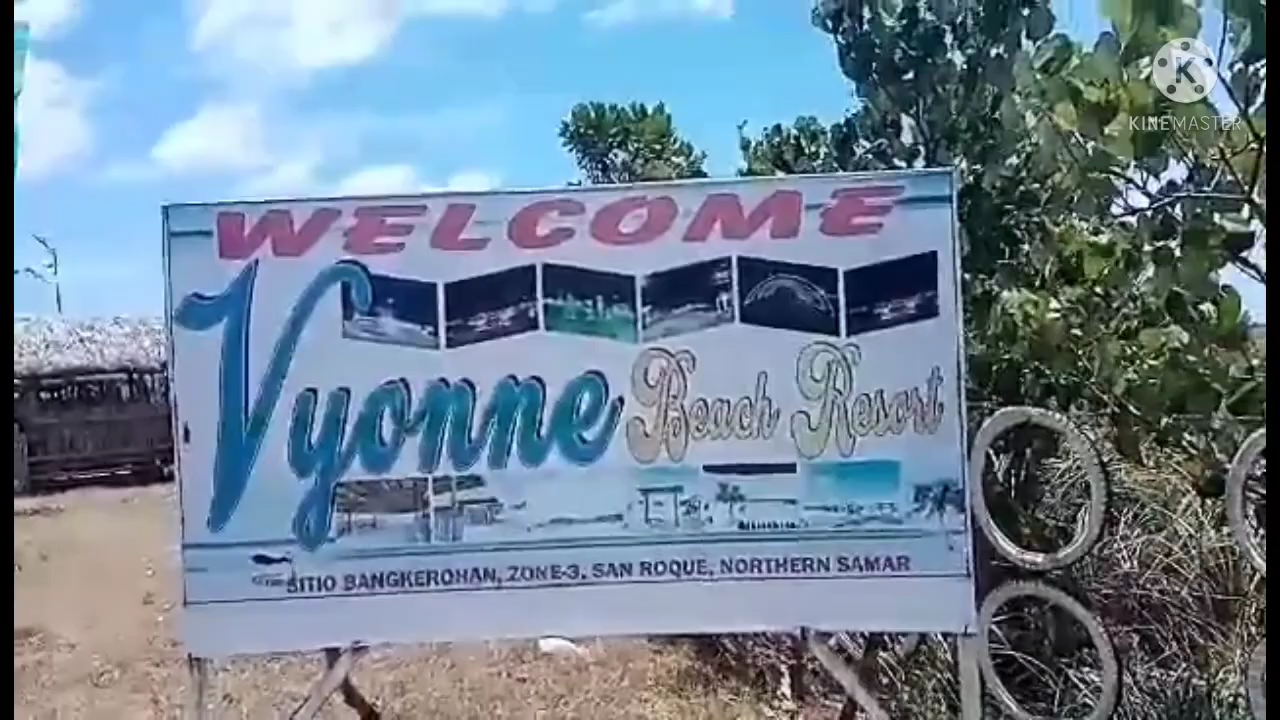 K
KINEMASTER
WELCOME
Vyonne Beach Resort
SITIO BANGKEROHAN, ZONE-3, SAN ROQUE, NORTHERN SAMAR